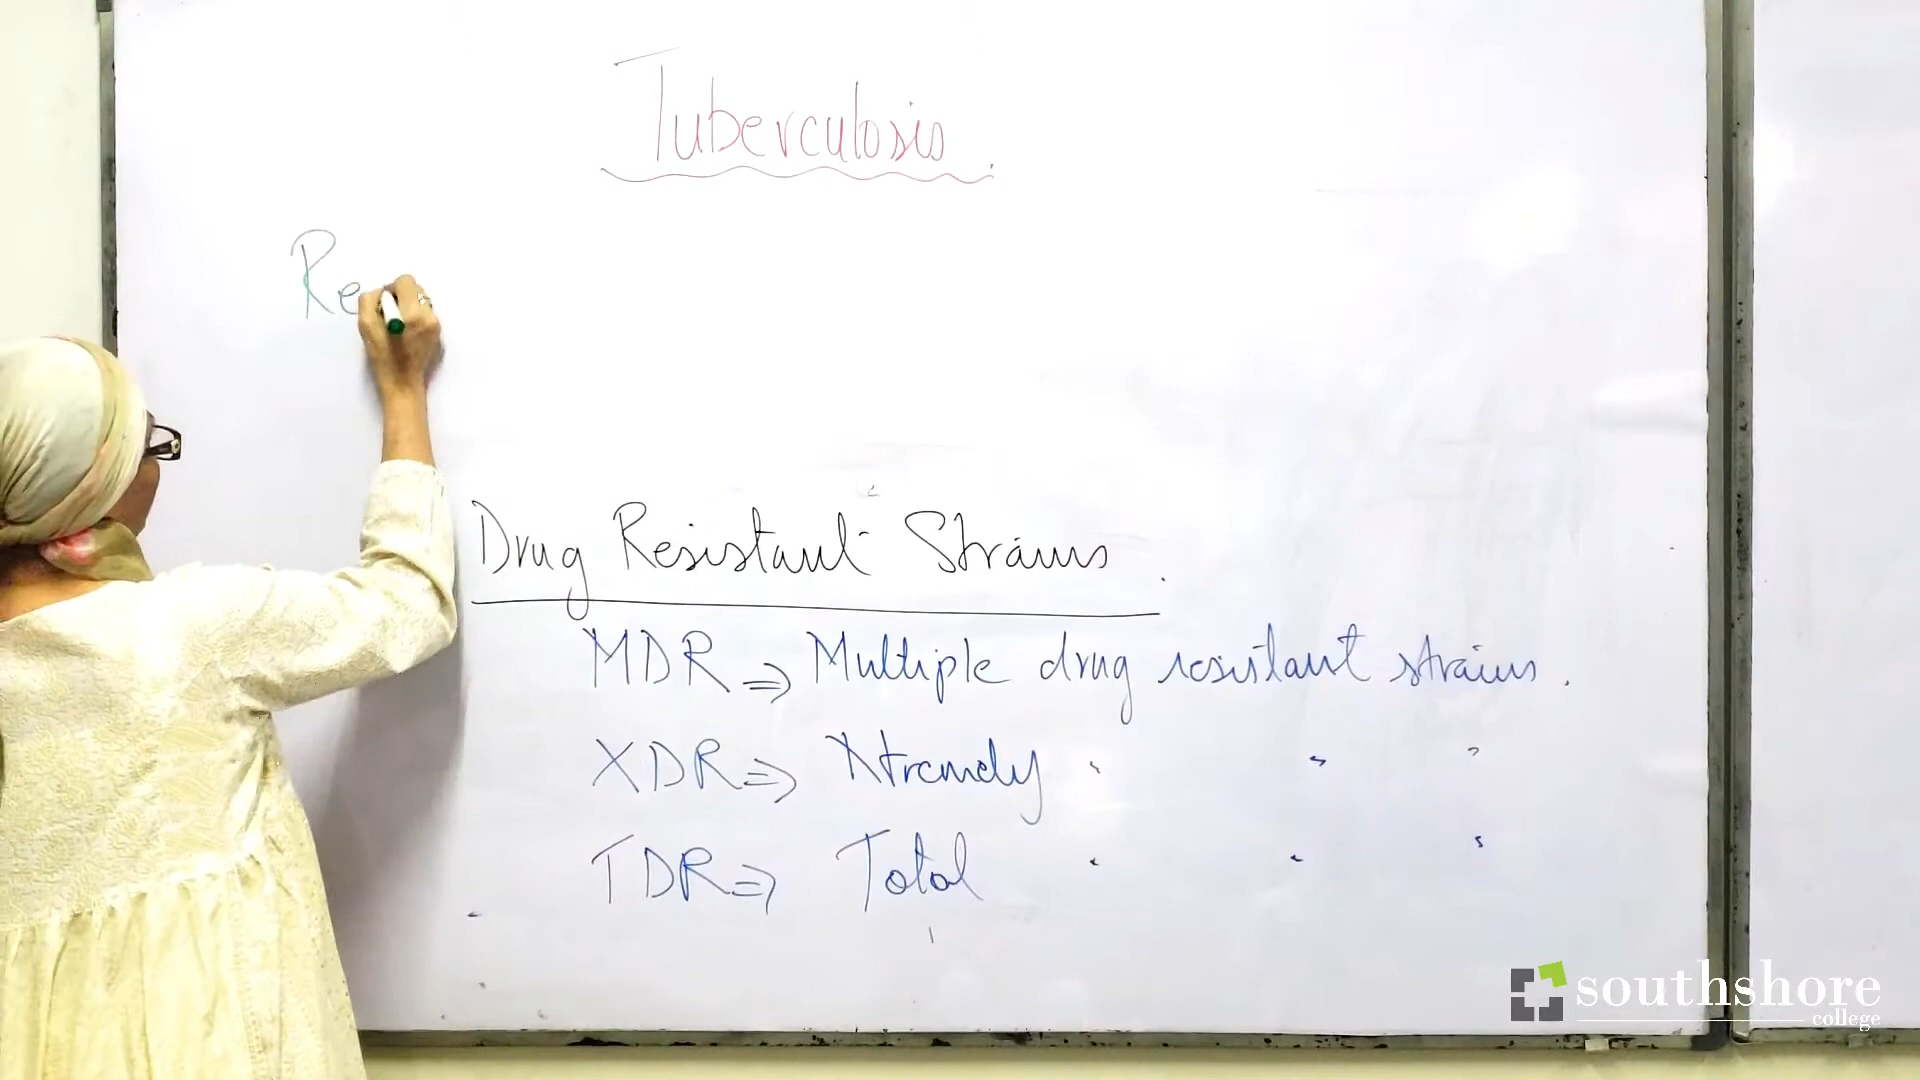 Tuberculosis.
Re
Drug Resistant Strains.
MDR ⇒ Multiple drug resistant strains.
XDR ⇒ Xtremely " " "
TDR ⇒ Total " " "
southshore
college